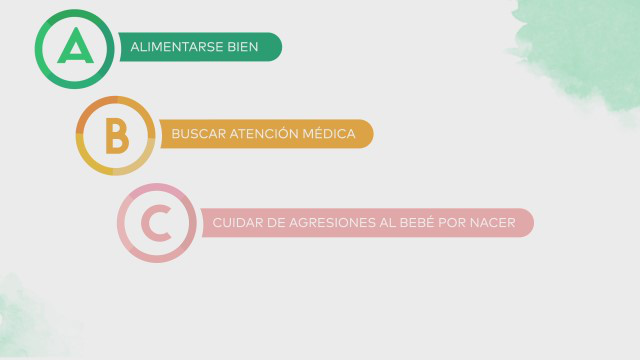 A ALIMENTARSE BIEN
B BUSCAR ATENCIÓN MÉDICA
C CUIDAR DE AGRESIONES AL BEBÉ POR NACER